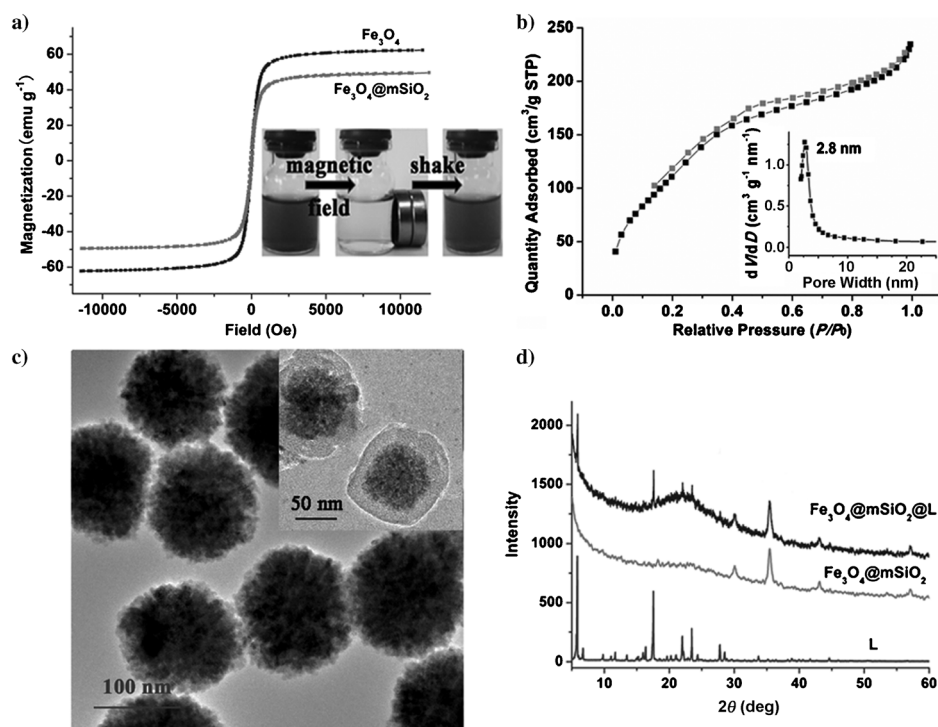 a)
Magnetization (emu g⁻¹)
60
40
20
0
-20
-40
-60
Fe₃O₄
Fe₃O₄@mSiO₂
magnetic
field
shake
-10000 -5000 0 5000 10000
Field (Oe)
b)
Quantity Adsorbed (cm³/g STP)
250
200
150
100
50
0
0.0 0.2 0.4 0.6 0.8 1.0
Relative Pressure (P/P₀)
2.8 nm
dV/dD (cm³ g⁻¹ nm⁻¹)
1.0
0.5
0.0
0 5 10 15 20
Pore Width (nm)
c)
50 nm
100 nm
d)
Intensity
2000
1500
1000
500
0
Fe₃O₄@mSiO₂@L
Fe₃O₄@mSiO₂
L
10 20 30 40 50 60
2θ (deg)